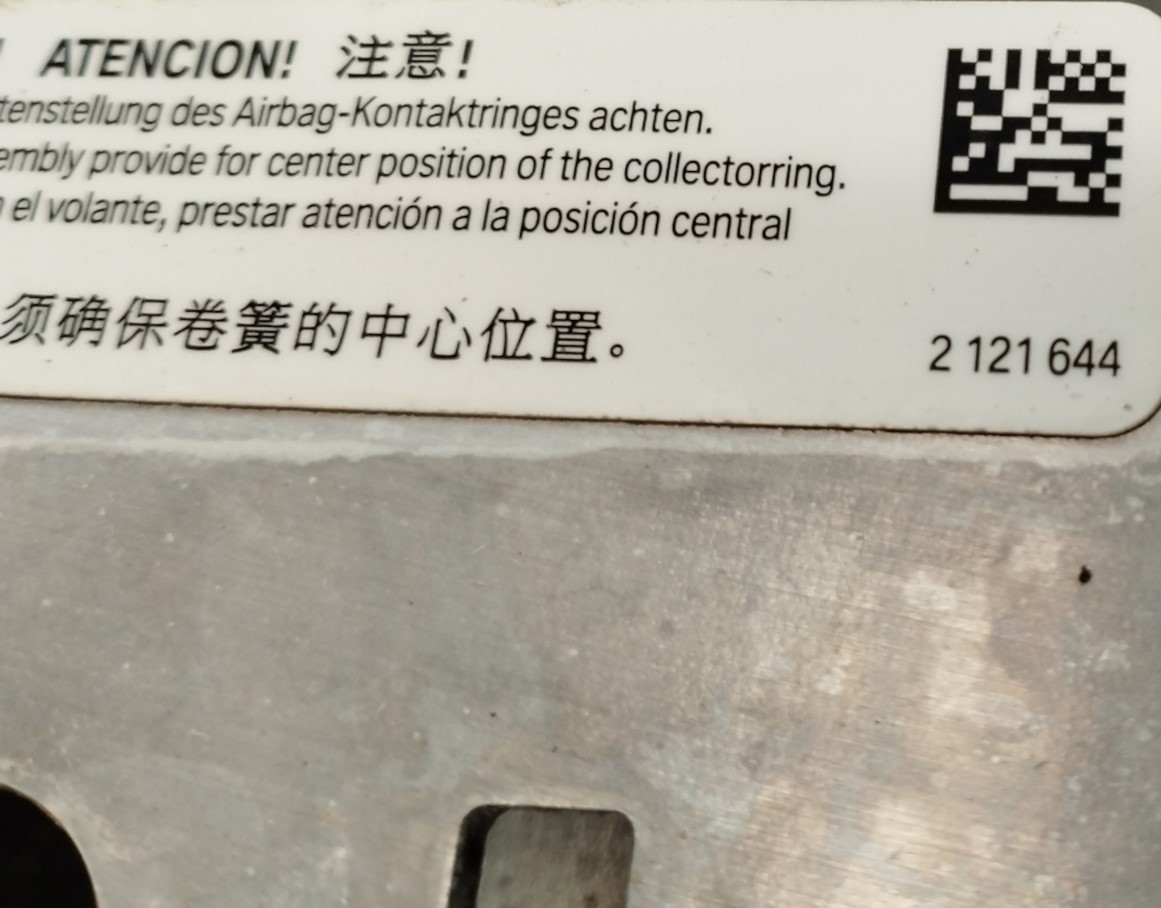 ! ATENCION! 注意!
tenstellung des Airbag-Kontaktringes achten.
embly provide for center position of the collectorring.
el volante, prestar atención a la posición central
须确保卷簧的中心位置。
2 121 644